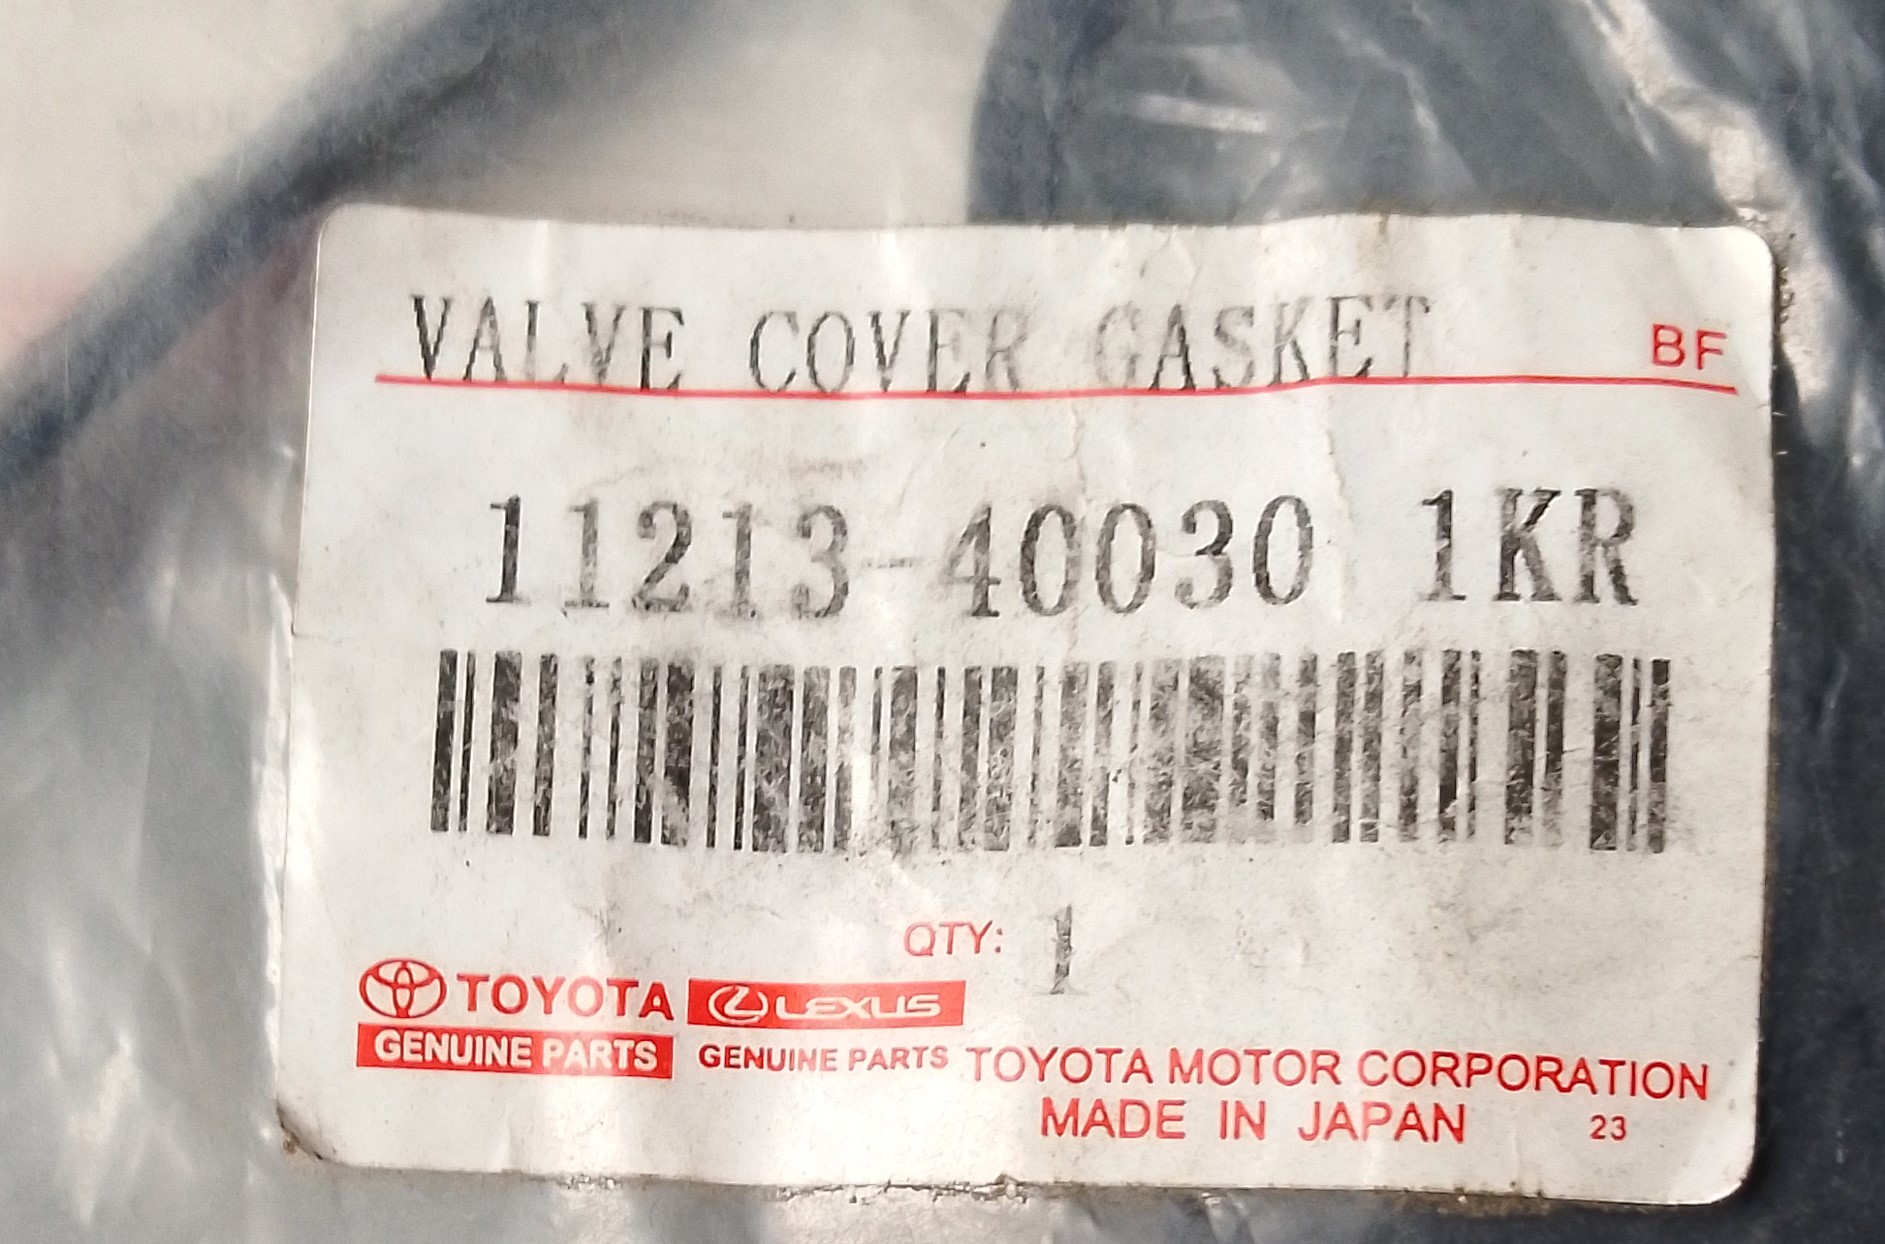 VALVE COVER GASKET BF
11213-40030 1KR
QTY: 1
TOYOTA LEXUS
GENUINE PARTS GENUINE PARTS TOYOTA MOTOR CORPORATION
MADE IN JAPAN 23